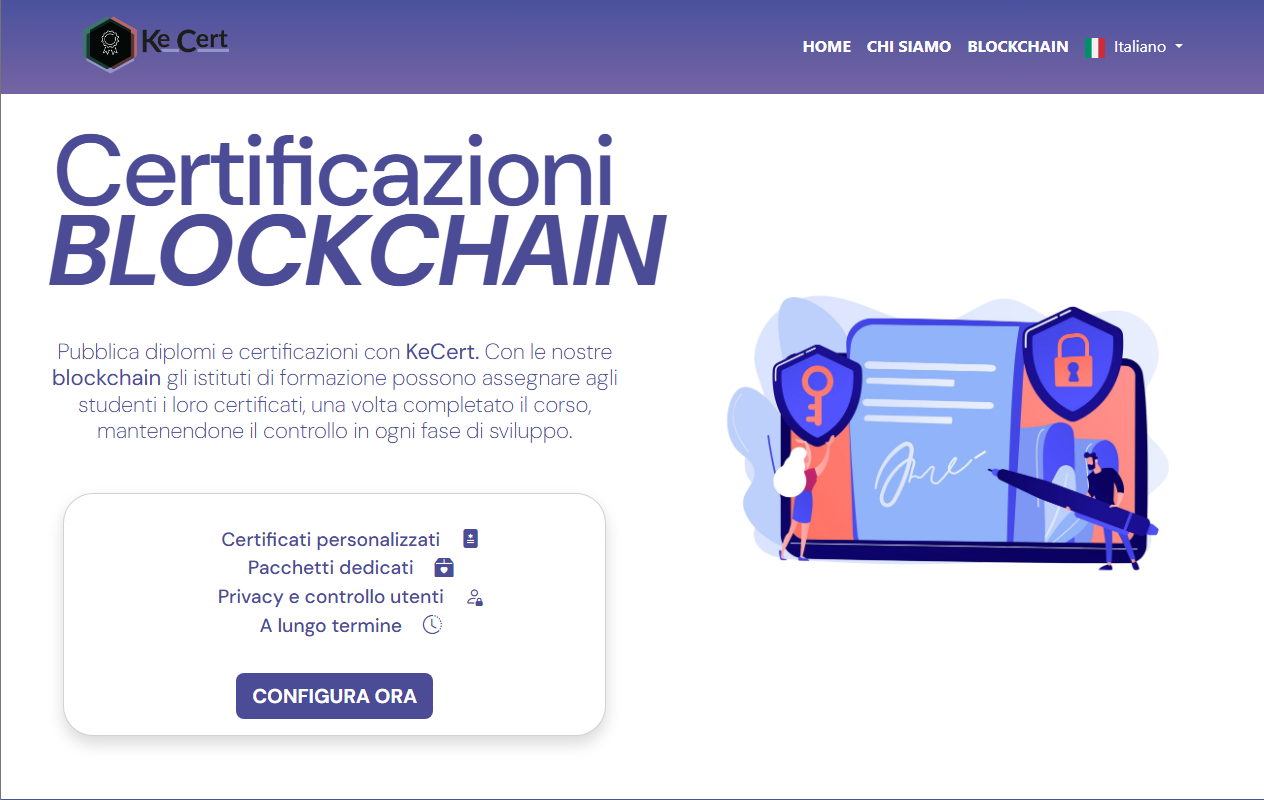 Ke Cert
HOME CHI SIAMO BLOCKCHAIN Italiano
Certificazioni
BLOCKCHAIN
Pubblica diplomi e certificazioni con KeCert. Con le nostre
blockchain gli istituti di formazione possono assegnare agli
studenti i loro certificati, una volta completato il corso,
mantenendone il controllo in ogni fase di sviluppo.
Certificati personalizzati
Pacchetti dedicati
Privacy e controllo utenti
A lungo termine
CONFIGURA ORA